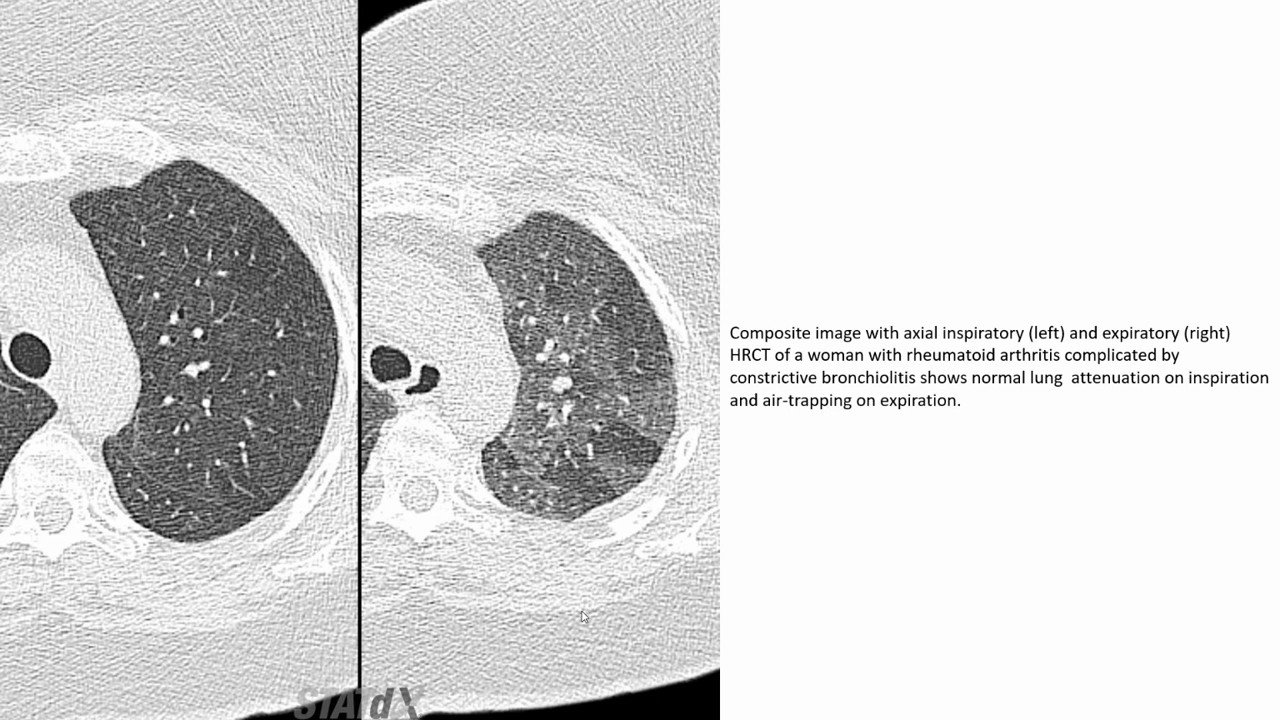 Composite image with axial inspiratory (left) and expiratory (right)
HRCT of a woman with rheumatoid arthritis complicated by
constrictive bronchiolitis shows normal lung attenuation on inspiration
and air-trapping on expiration.
STATdX